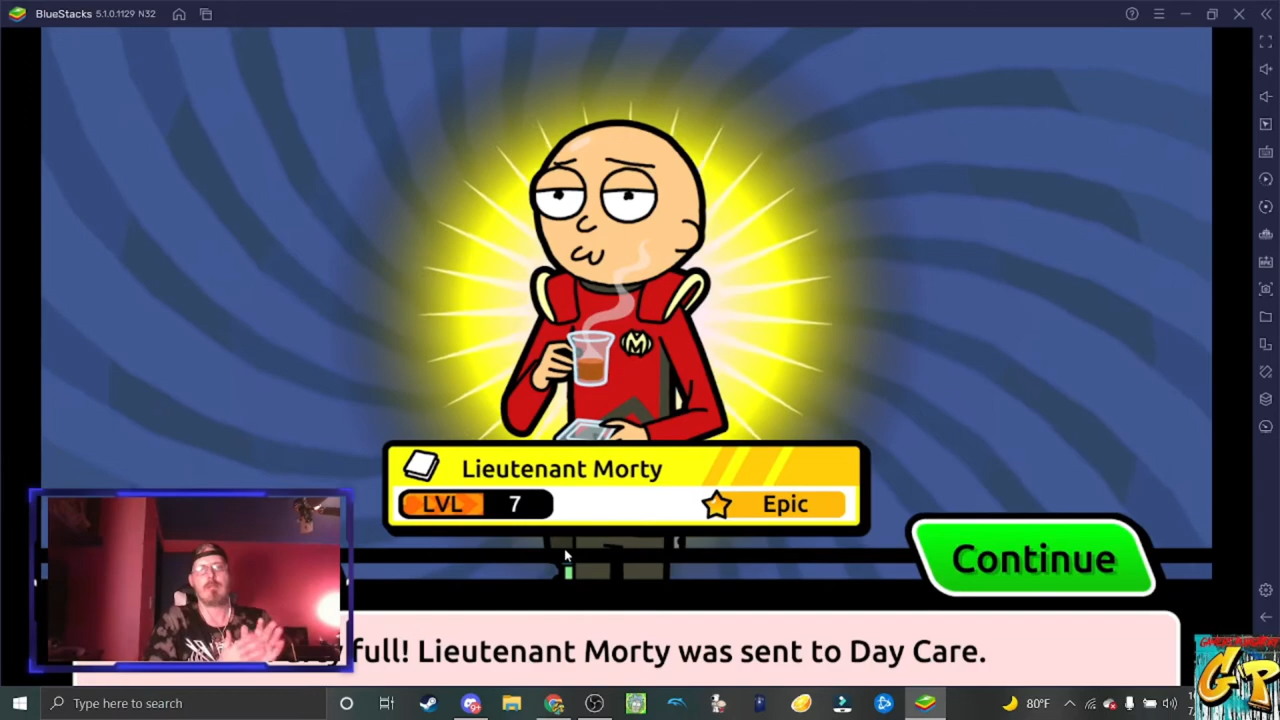 BlueStacks 5.1.0.1129 N32
M
Lieutenant Morty
LVL 7 Epic
Continue
full! Lieutenant Morty was sent to Day Care.
GP
Type here to search
80°F